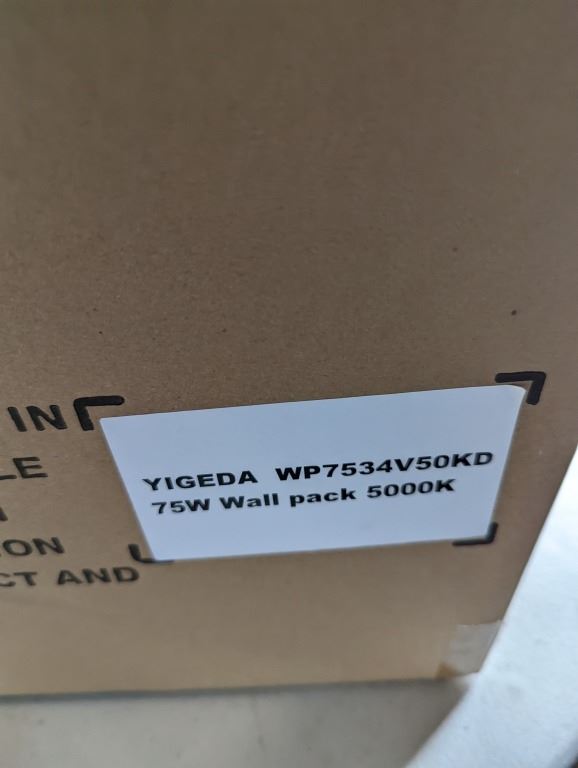 IN
LE
ON
CT AND
YIGEDA WP7534V50KD
75W Wall pack 5000K